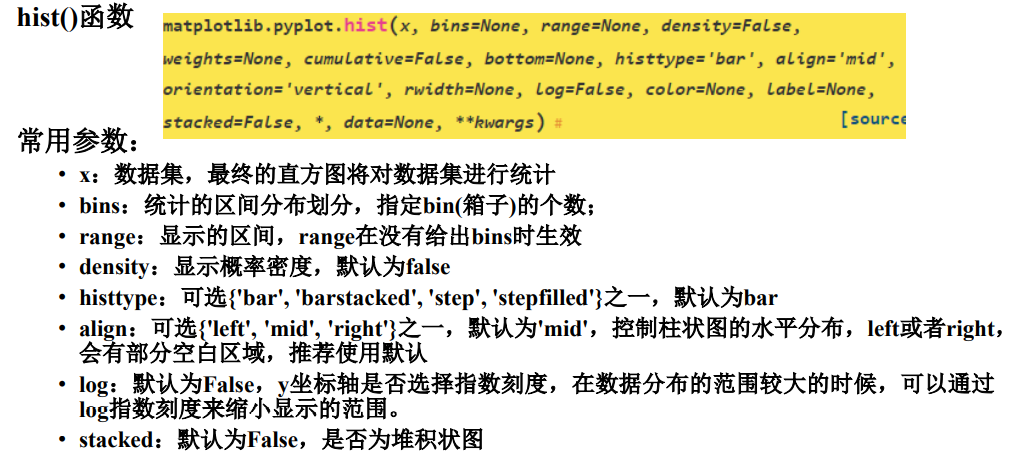 hist()函数
matplotlib.pyplot.hist(x, bins=None, range=None, density=False,
weights=None, cumulative=False, bottom=None, histtype='bar', align='mid',
orientation='vertical', rwidth=None, log=False, color=None, label=None,
stacked=False, *, data=None, **kwargs) #
[source
常用参数：
• x：数据集，最终的直方图将对数据集进行统计
• bins：统计的区间分布划分，指定bin(箱子)的个数；
• range：显示的区间，range在没有给出bins时生效
• density：显示概率密度，默认为false
• histtype：可选{'bar', 'barstacked', 'step', 'stepfilled'}之一，默认为bar
• align：可选{'left', 'mid', 'right'}之一，默认为'mid'，控制柱状图的水平分布，left或者right，
会有部分空白区域，推荐使用默认
• log：默认为False，y坐标轴是否选择指数刻度，在数据分布的范围较大的时候，可以通过
log指数刻度来缩小显示的范围。
• stacked：默认为False，是否为堆积状图